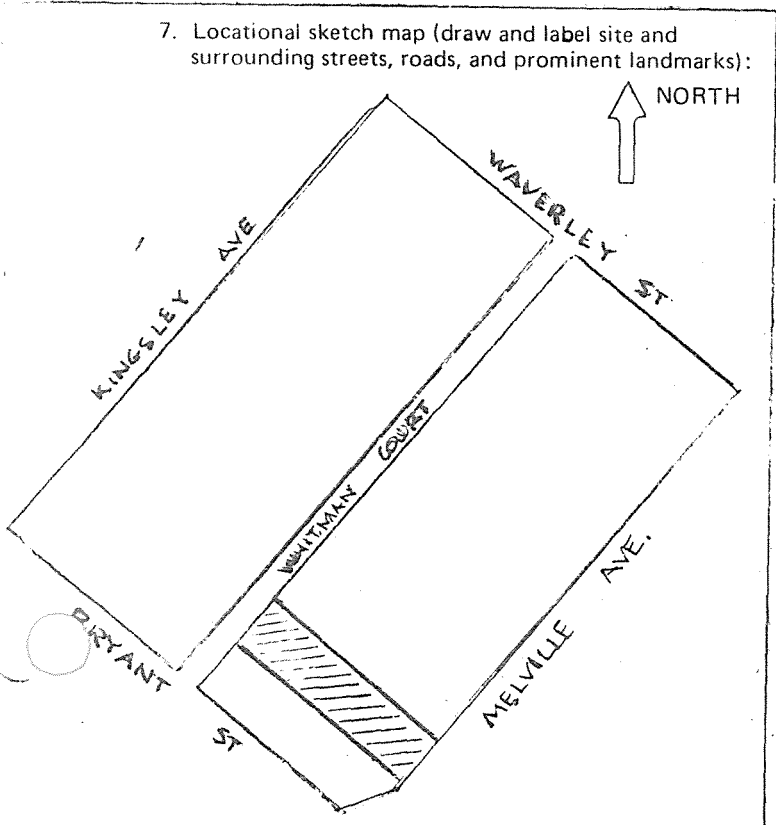 7. Locational sketch map (draw and label site and
surrounding streets, roads, and prominent landmarks):
NORTH
WAVERLEY ST
KINGSLEY AVE
WHITMAN COURT
MELVILLE AVE.
BRYANT ST